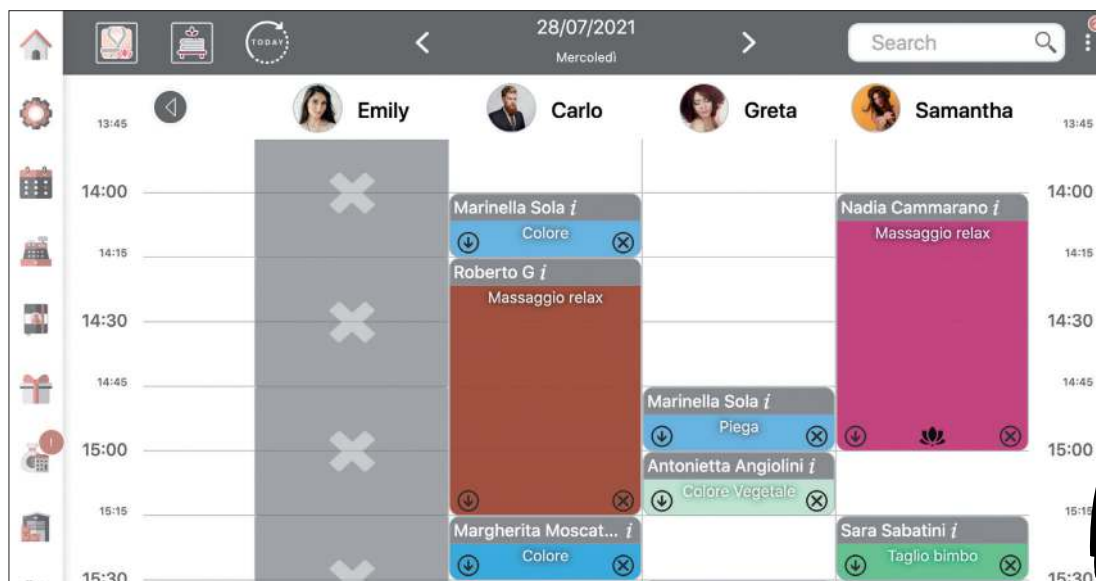 28/07/2021
TODAY
Search
Mercoledì
Emily
Carlo
Greta
Samantha
13:45
13:45
14:00
14:00
Marinella Sola i
Nadia Cammarano i
Colore
Massaggio relax
14:15
14:15
Roberto G i
Massaggio relax
14:30
14:30
14:45
14:45
Marinella Sola i
Piega
15:00
15:00
Antonietta Angiolini i
Colore Vegetale
15:15
15:15
Margherita Moscat... i
Sara Sabatini i
Colore
Taglio bimbo
15:30
15:30